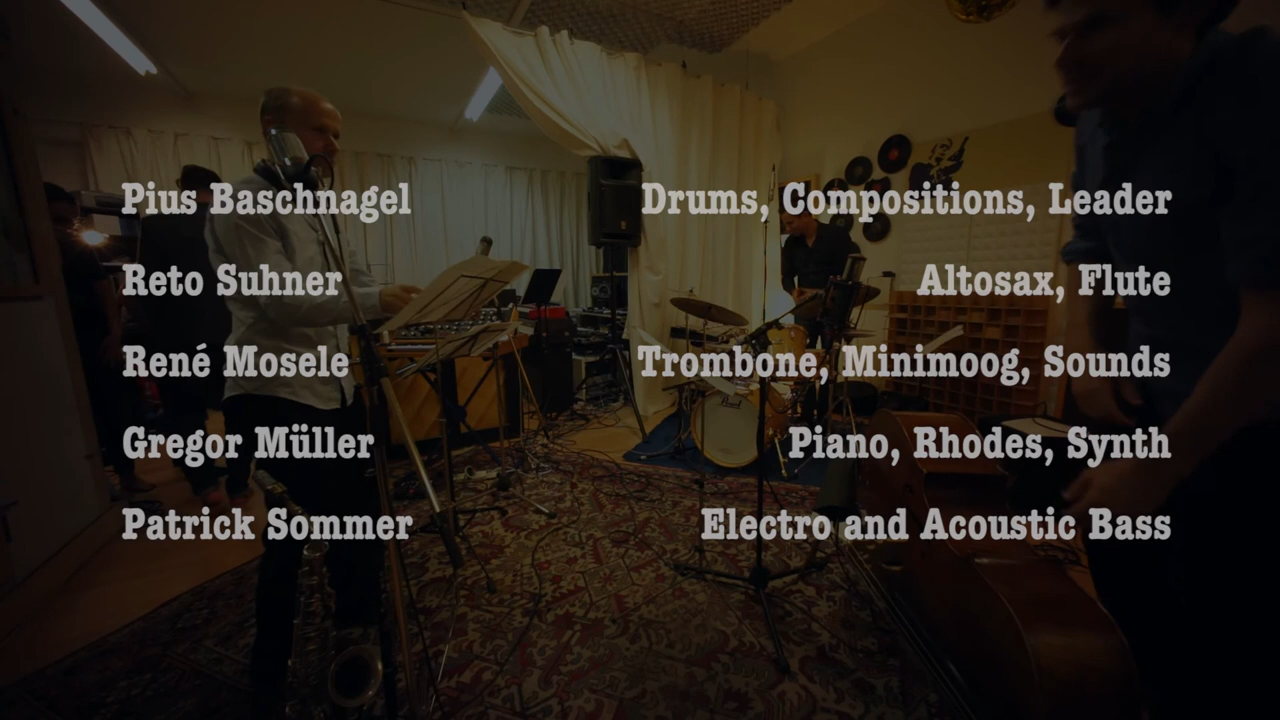 Pius Baschnagel Drums, Compositions, Leader
Reto Suhner Altosax, Flute
René Mosele Trombone, Minimoog, Sounds
Gregor Müller Piano, Rhodes, Synth
Patrick Sommer Electro and Acoustic Bass
Pearl